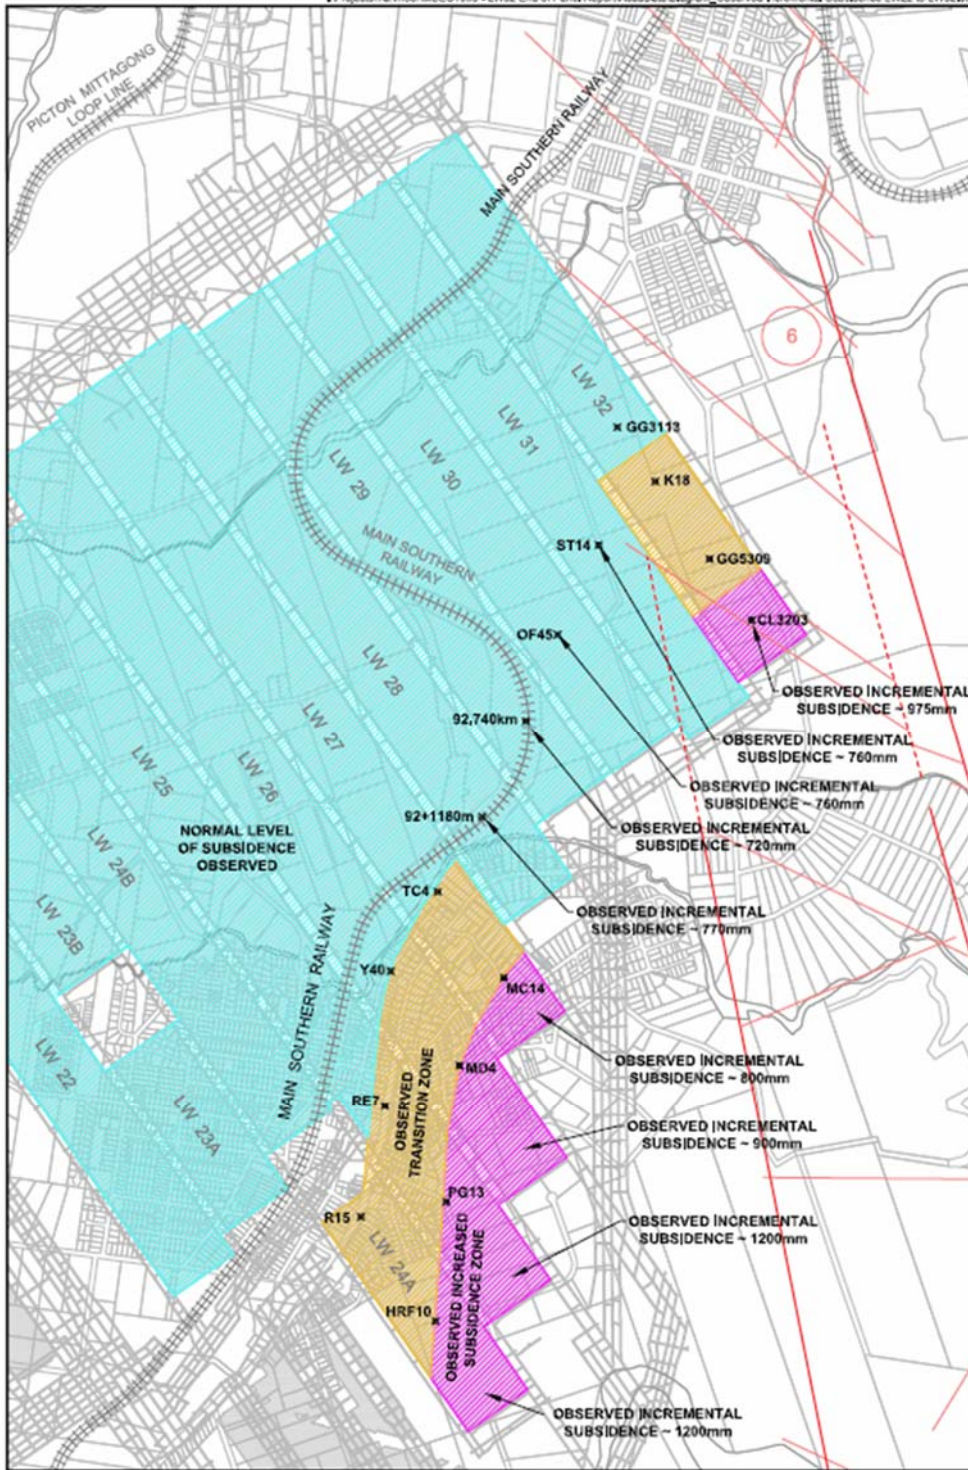 PICTON MITTAGONG
LOOP LINE
MAIN SOUTHERN RAILWAY
6
LW 32
GG3113
LW 31
K18
LW 30
LW 29
MAIN SOUTHERN
RAILWAY
ST14
GG5309
CL3203
OF45
LW 28
OBSERVED INCREMENTAL
SUBSIDENCE ~ 975mm
92,740km
LW 27
OBSERVED INCREMENTAL
SUBSIDENCE ~ 760mm
LW 26
LW 25
OBSERVED INCREMENTAL
SUBSIDENCE ~ 760mm
92+1180m
OBSERVED INCREMENTAL
SUBSIDENCE ~ 720mm
NORMAL LEVEL
OF SUBSIDENCE
OBSERVED
LW 24B
TC4
OBSERVED INCREMENTAL
SUBSIDENCE ~ 770mm
LW 23B
Y40
MC14
MAIN SOUTHERN RAILWAY
LW 22
MD4
OBSERVED INCREMENTAL
SUBSIDENCE ~ 800mm
LW 23A
RE7
OBSERVED
TRANSITION ZONE
OBSERVED INCREMENTAL
SUBSIDENCE ~ 900mm
PG13
R15
OBSERVED INCREMENTAL
SUBSIDENCE ~ 1200mm
LW 24A
HRF10
OBSERVED INCREASED
SUBSIDENCE ZONE
OBSERVED INCREMENTAL
SUBSIDENCE ~ 1200mm